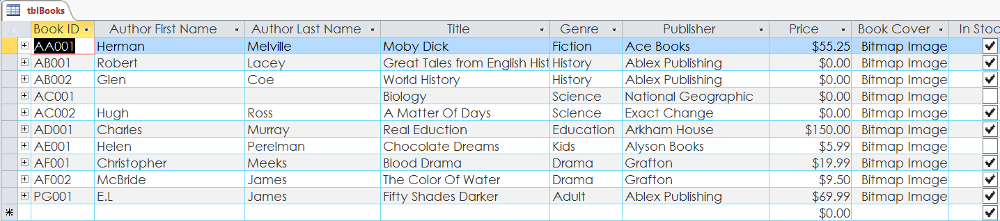 tblBooks
Book ID Author First Name Author Last Name Title Genre Publisher Price Book Cover In Stoc
AA001 Herman Melville Moby Dick Fiction Ace Books $55.25 Bitmap Image
AB001 Robert Lacey Great Tales from English Hist History Ablex Publishing $0.00 Bitmap Image
AB002 Glen Coe World History History Ablex Publishing $0.00 Bitmap Image
AC001 Biology Science National Geographic $0.00 Bitmap Image
AC002 Hugh Ross A Matter Of Days Science Exact Change $0.00 Bitmap Image
AD001 Charles Murray Real Eduction Education Arkham House $150.00 Bitmap Image
AE001 Helen Perelman Chocolate Dreams Kids Alyson Books $5.99 Bitmap Image
AF001 Christopher Meeks Blood Drama Drama Grafton $19.99 Bitmap Image
AF002 McBride James The Color Of Water Drama Grafton $9.50 Bitmap Image
PG001 E.L James Fifty Shades Darker Adult Ablex Publishing $69.99 Bitmap Image
$0.00